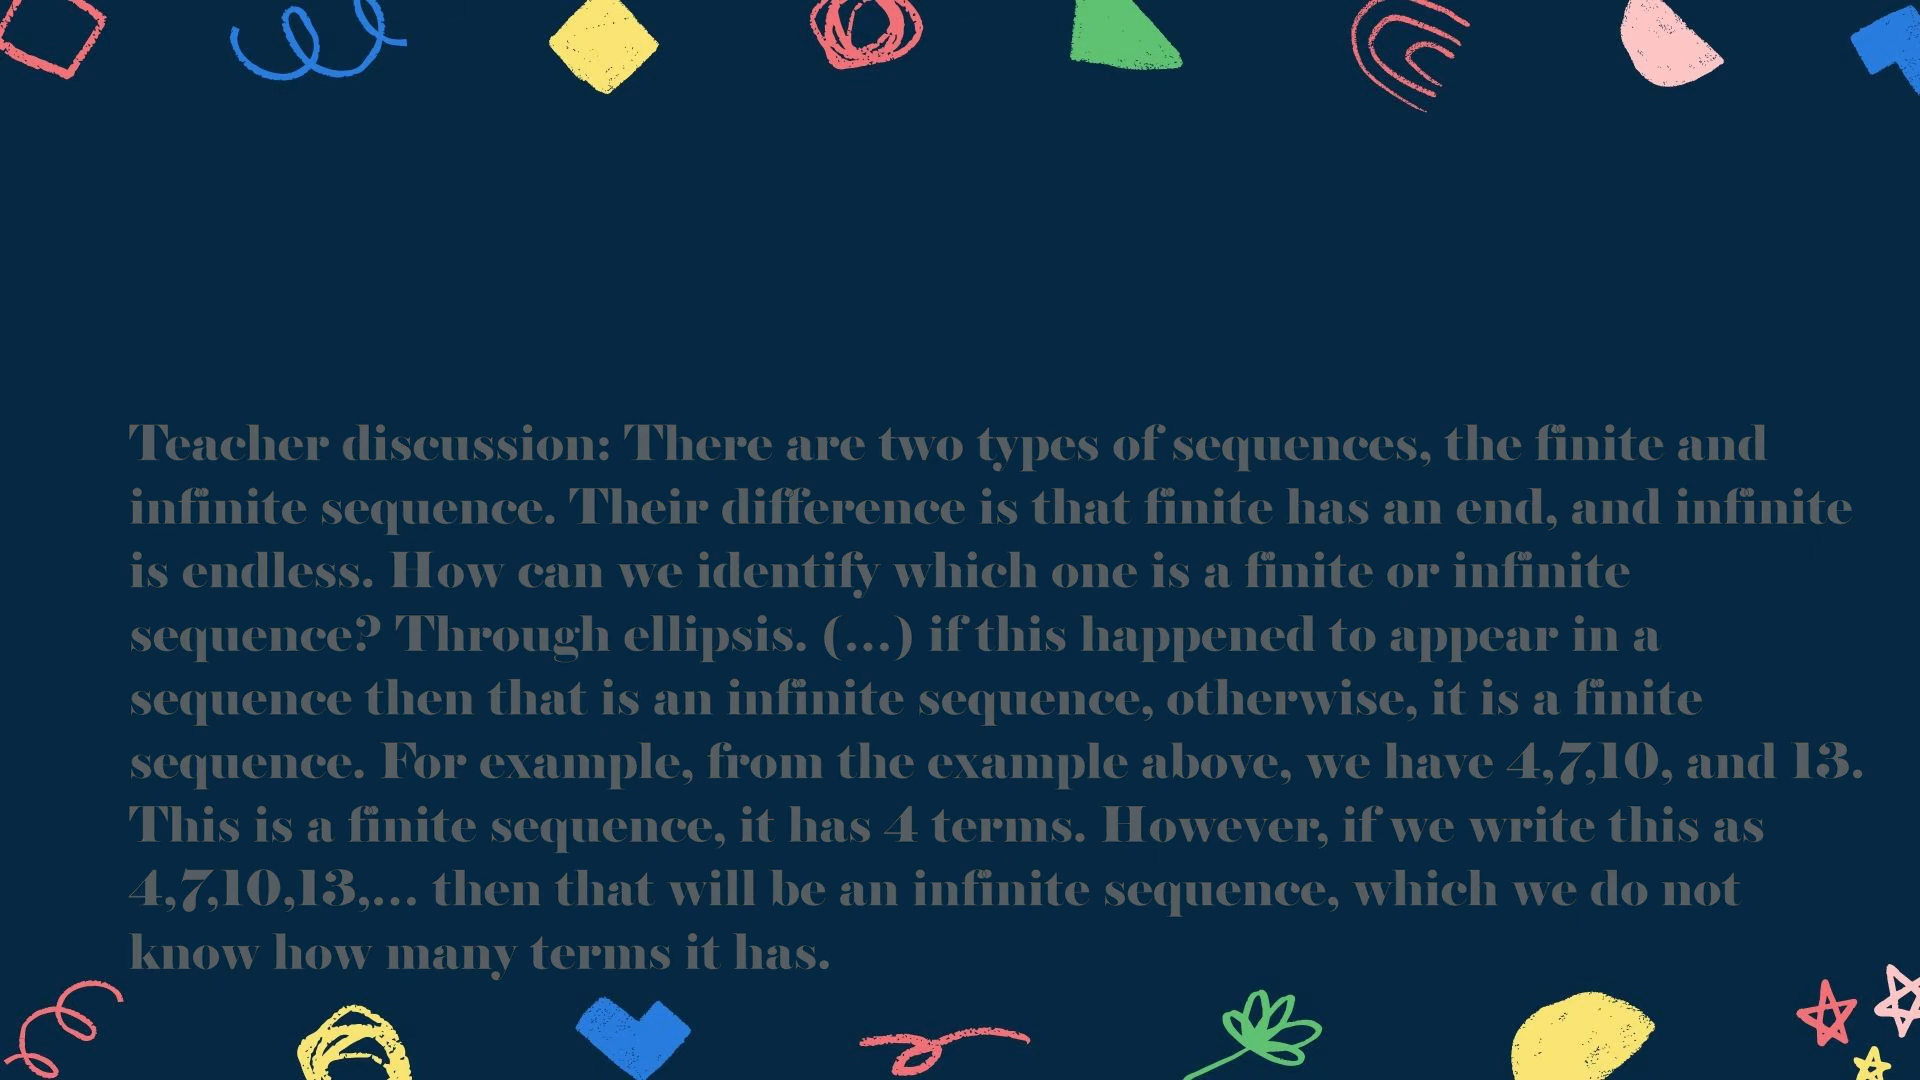 Teacher discussion: There are two types of sequences, the finite and
infinite sequence. Their difference is that finite has an end, and infinite
is endless. How can we identify which one is a finite or infinite
sequence? Through ellipsis. (...) if this happened to appear in a
sequence then that is an infinite sequence, otherwise, it is a finite
sequence. For example, from the example above, we have 4,7,10, and 13.
This is a finite sequence, it has 4 terms. However, if we write this as
4,7,10,13,... then that will be an infinite sequence, which we do not
know how many terms it has.